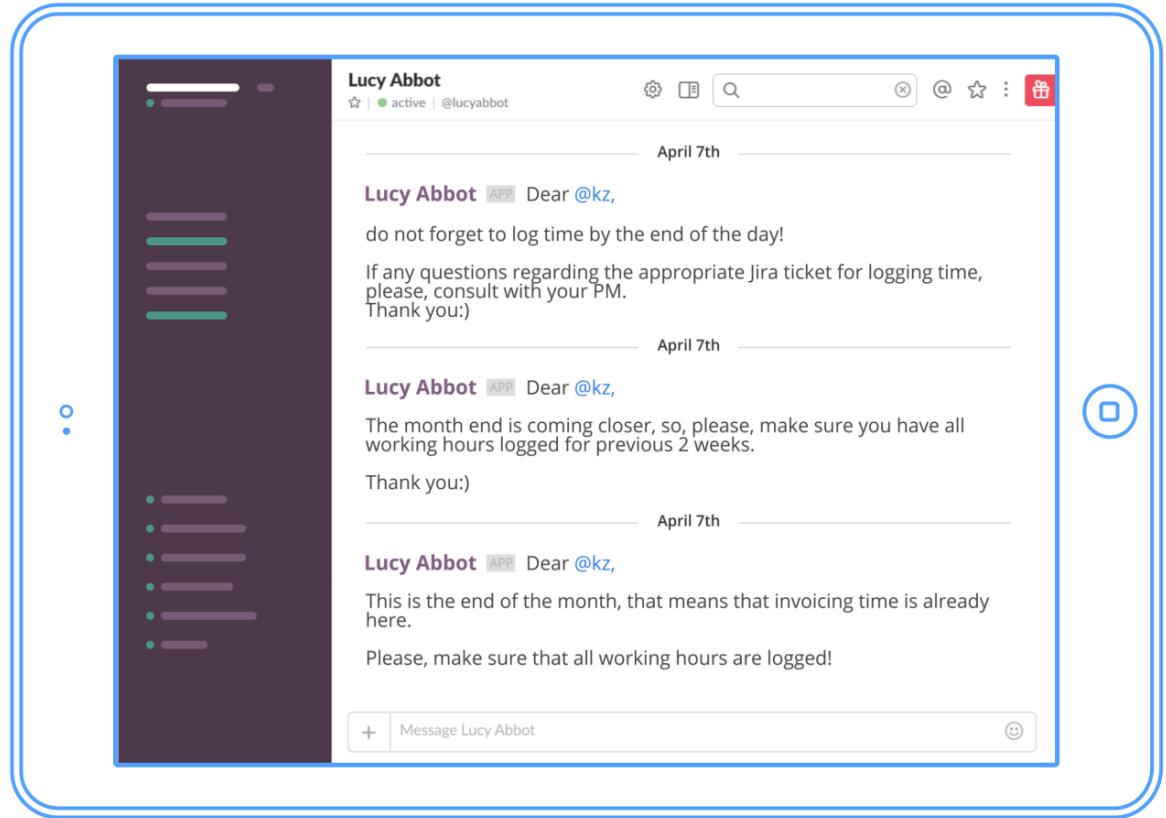 Lucy Abbot
active | @lucyabbot
April 7th
Lucy Abbot APP Dear @kz,
do not forget to log time by the end of the day!
If any questions regarding the appropriate Jira ticket for logging time,
please, consult with your PM.
Thank you:)
April 7th
Lucy Abbot APP Dear @kz,
The month end is coming closer, so, please, make sure you have all
working hours logged for previous 2 weeks.
Thank you:)
April 7th
Lucy Abbot APP Dear @kz,
This is the end of the month, that means that invoicing time is already
here.
Please, make sure that all working hours are logged!
Message Lucy Abbot